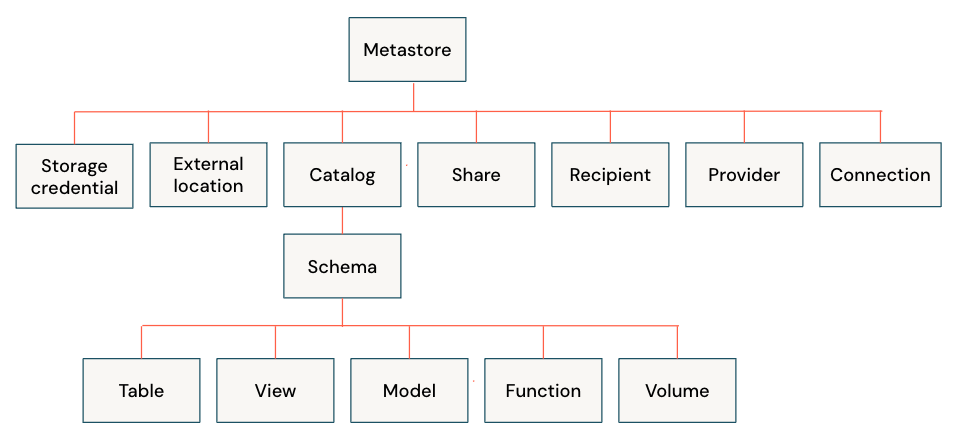 Metastore
Storage
credential
External
location
Catalog
Share
Recipient
Provider
Connection
Schema
Table
View
Model
Function
Volume